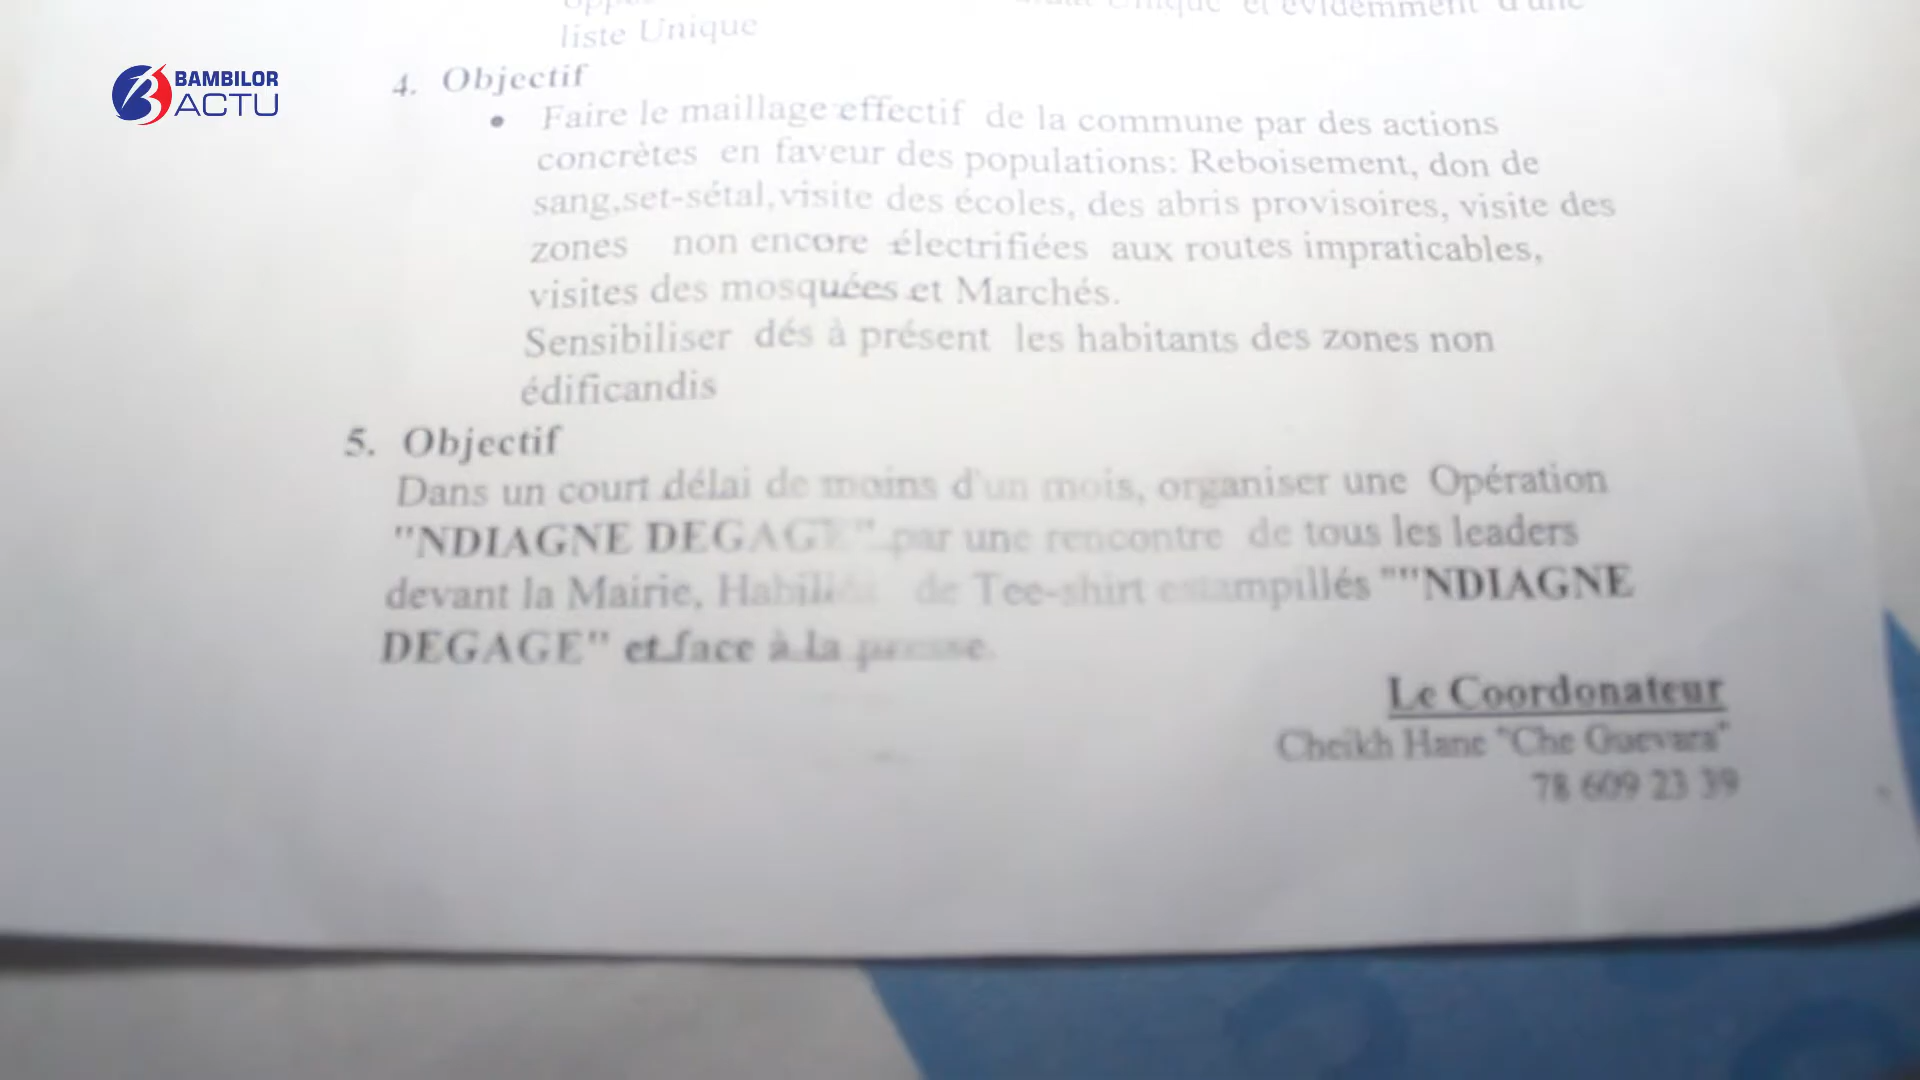 BAMBILOR
ACTU
Unique et évidemment d'une
liste Unique
4. Objectif
• Faire le maillage effectif de la commune par des actions
concrètes en faveur des populations: Reboisement, don de
sang,set-sétal,visite des écoles, des abris provisoires, visite des
zones non encore électrifiées aux routes impraticables,
visites des mosquées et Marchés.
Sensibiliser dés à présent les habitants des zones non
édificandis
5. Objectif
Dans un court délai de moins d'un mois, organiser une Opération
"NDIAGNE DEGAGE" par une rencontre de tous les leaders
devant la Mairie, de Tee-shirt estampillés ""NDIAGNE
DEGAGE" et face à la presse.
Le Coordonateur
Cheikh Hane "Che Guevara"
78 609 23 39